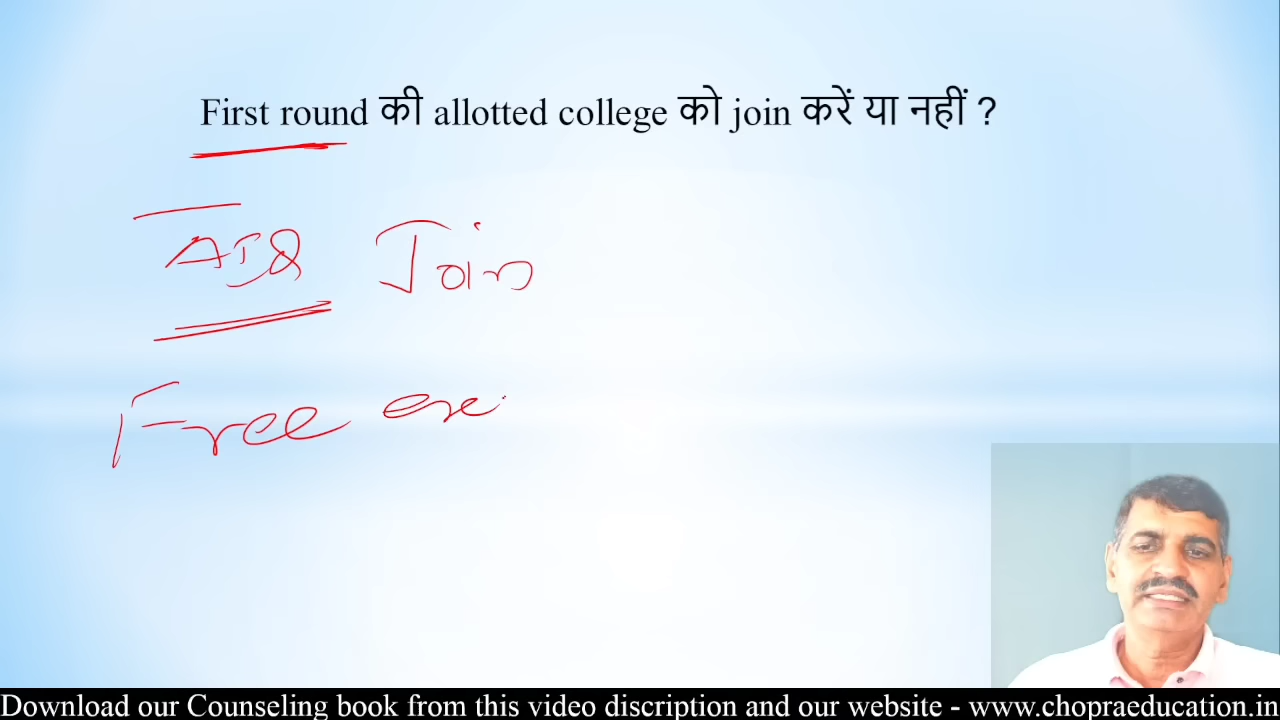 First round की allotted college को join करें या नहीं ?
AIQ Join
Free exi
Download our Counseling book from this video discription and our website - www.chopraeducation.in